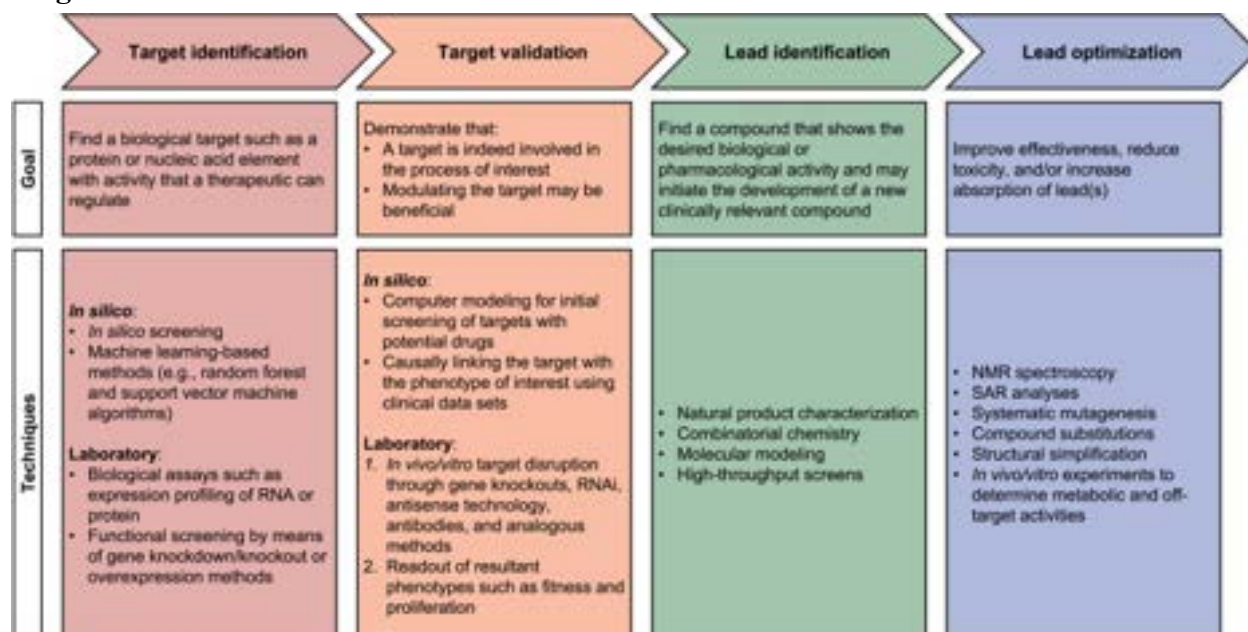 Target identification
Target validation
Lead identification
Lead optimization
Goal
Find a biological target such as a
protein or nucleic acid element
with activity that a therapeutic can
regulate
Demonstrate that:
• A target is indeed involved in
the process of interest
• Modulating the target may be
beneficial
Find a compound that shows the
desired biological or
pharmacological activity and may
initiate the development of a new
clinically relevant compound
Improve effectiveness, reduce
toxicity, and/or increase
absorption of lead(s)
Techniques
In silico:
• In silico screening
• Machine learning-based
methods (e.g., random forest
and support vector machine
algorithms)
Laboratory:
• Biological assays such as
expression profiling of RNA or
protein
• Functional screening by means
of gene knockdown/knockout or
overexpression methods
In silico:
• Computer modeling for initial
screening of targets with
potential drugs
• Causally linking the target with
the phenotype of interest using
clinical data sets
Laboratory:
1. In vivo/vitro target disruption
through gene knockouts, RNAi,
antisense technology,
antibodies, and analogous
methods
2. Readout of resultant
phenotypes such as fitness and
proliferation
• Natural product characterization
• Combinatorial chemistry
• Molecular modeling
• High-throughput screens
• NMR spectroscopy
• SAR analyses
• Systematic mutagenesis
• Compound substitutions
• Structural simplification
• In vivo/vitro experiments to
determine metabolic and off-
target activities